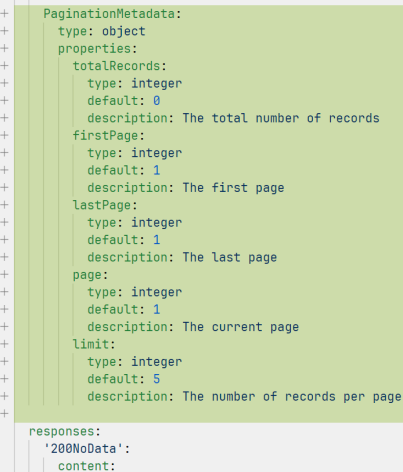 PaginationMetadata:
type: object
properties:
totalRecords:
type: integer
default: 0
description: The total number of records
firstPage:
type: integer
default: 1
description: The first page
lastPage:
type: integer
default: 1
description: The last page
page:
type: integer
default: 1
description: The current page
limit:
type: integer
default: 5
description: The number of records per page
responses:
'200NoData':
content: